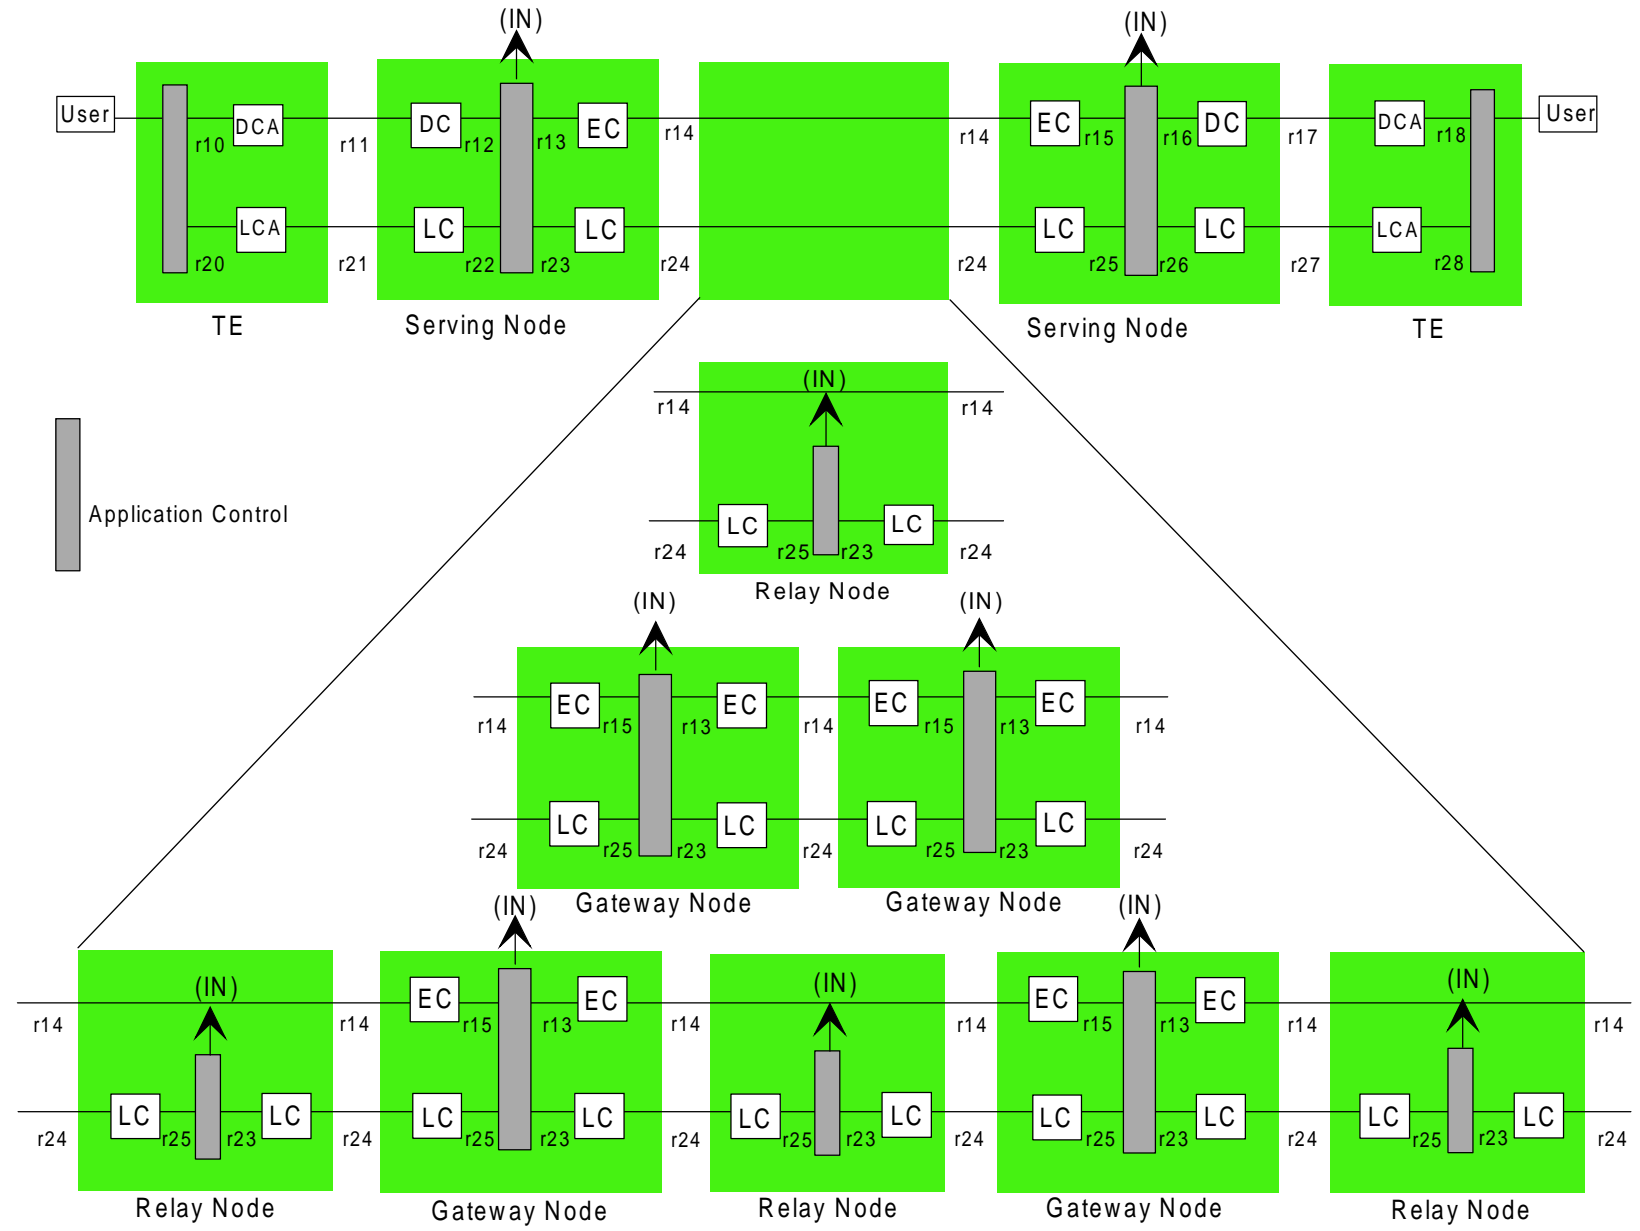 (IN) (IN)
User DCA DC EC EC DC DCA User
r10 r11 r12 r13 r14 r14 r15 r16 r17 r18
LCA LC LC LC LC LCA
r20 r21 r22 r23 r24 r24 r25 r26 r27 r28
TE Serving Node Serving Node TE
(IN)
r14 r14
Application Control
LC LC
r24 r25 r23 r24
Relay Node
(IN) (IN)
EC EC EC EC
r14 r15 r13 r14 r15 r13 r14
LC LC LC LC
r24 r25 r23 r24 r25 r23 r24
Gateway Node Gateway Node
(IN) (IN)
(IN) EC EC (IN) EC EC (IN)
r14 r14 r15 r13 r14 r14 r15 r13 r14 r14
LC LC LC LC LC LC LC LC LC LC
r24 r25 r23 r24 r25 r23 r24 r25 r23 r24 r25 r23 r24 r25 r23 r24
Relay Node Gateway Node Relay Node Gateway Node Relay Node